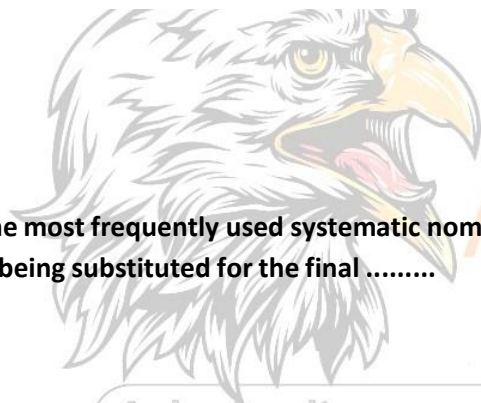 he most frequently used systematic nom
being substituted for the final .........